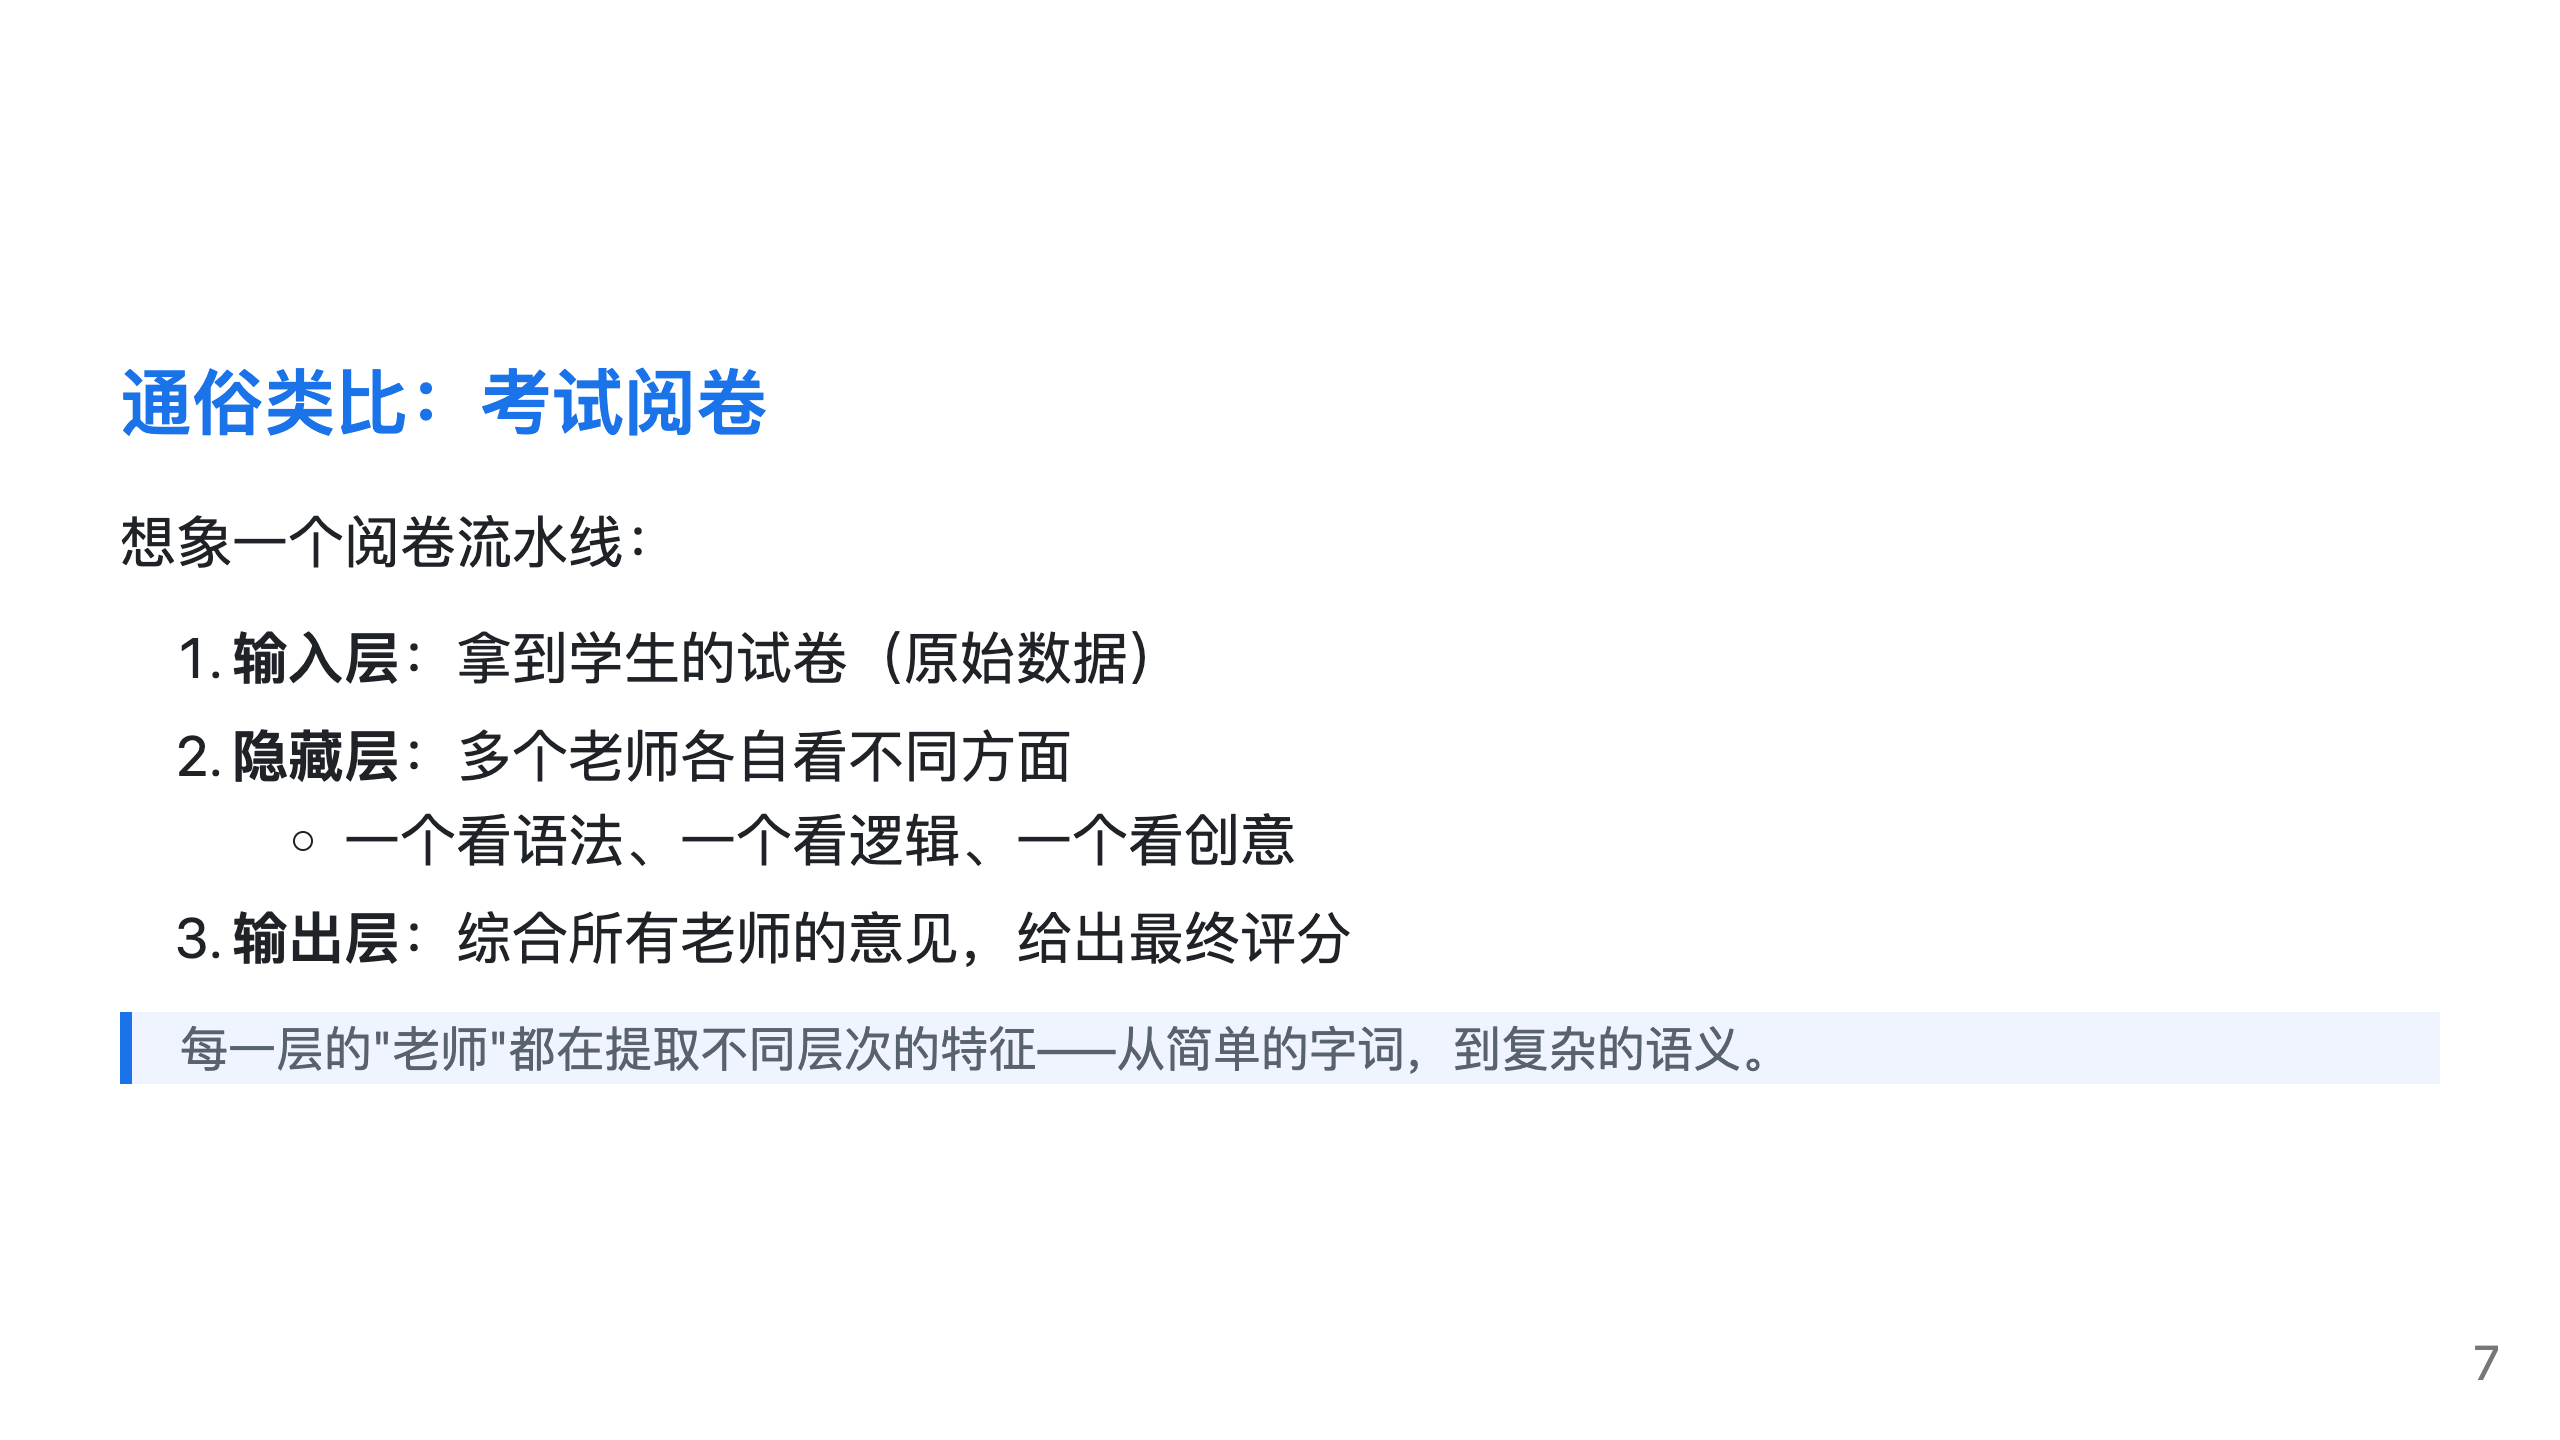 通俗类比：考试阅卷
想象一个阅卷流水线：
1. 输入层：拿到学生的试卷（原始数据）
2. 隐藏层：多个老师各自看不同方面
○ 一个看语法、一个看逻辑、一个看创意
3. 输出层：综合所有老师的意见，给出最终评分
每一层的"老师"都在提取不同层次的特征——从简单的字词，到复杂的语义。
7